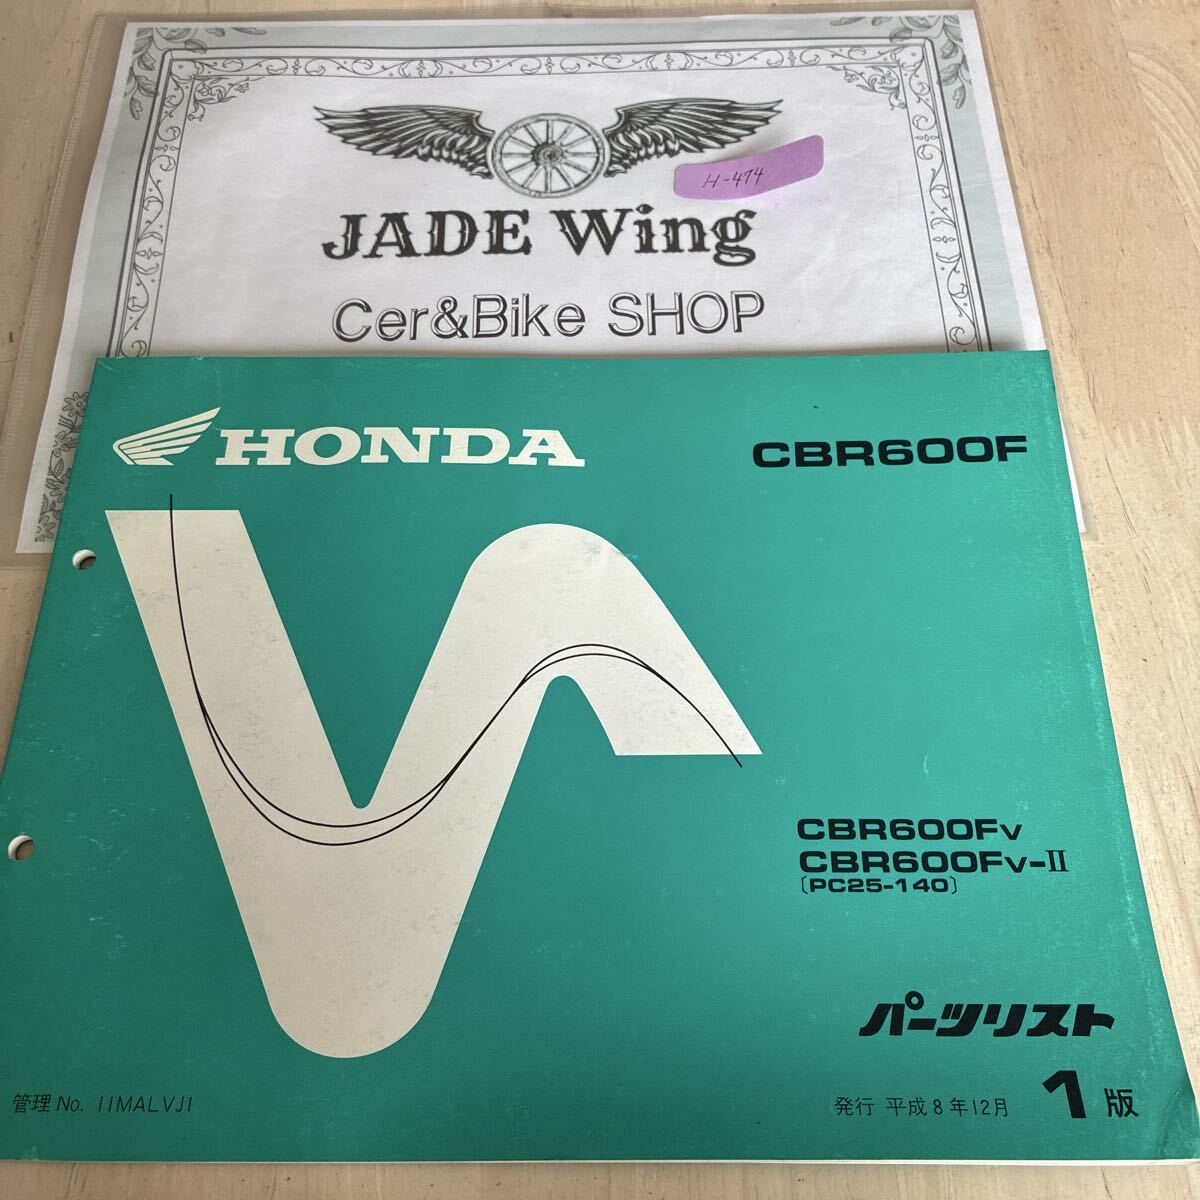 H-474
JADE Wing
Cer&Bike SHOP
HONDA
CBR600F
CBR600FV
CBR600FV-II
〔PC25-140〕
パーツリスト
管理 No. 11MALVJ1
発行 平成8年12月 1版